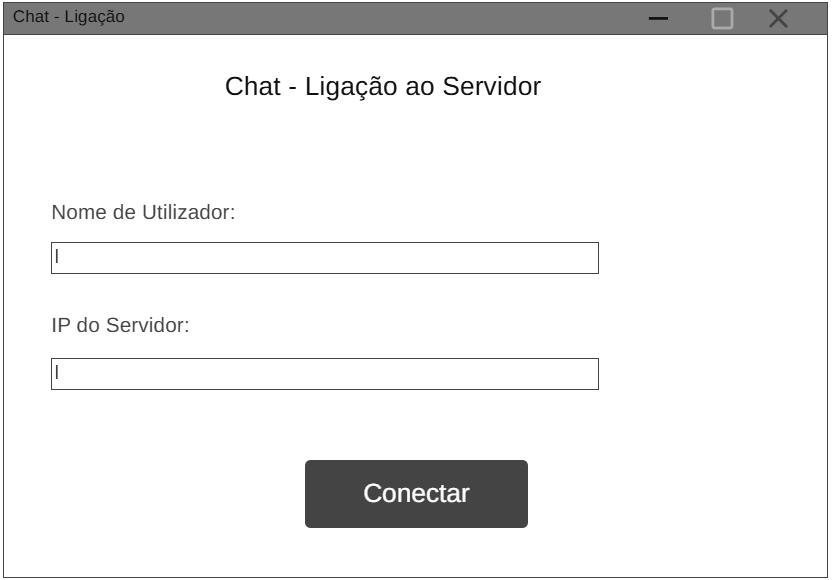 Chat - Ligação
Chat - Ligação ao Servidor
Nome de Utilizador:
IP do Servidor:
Conectar